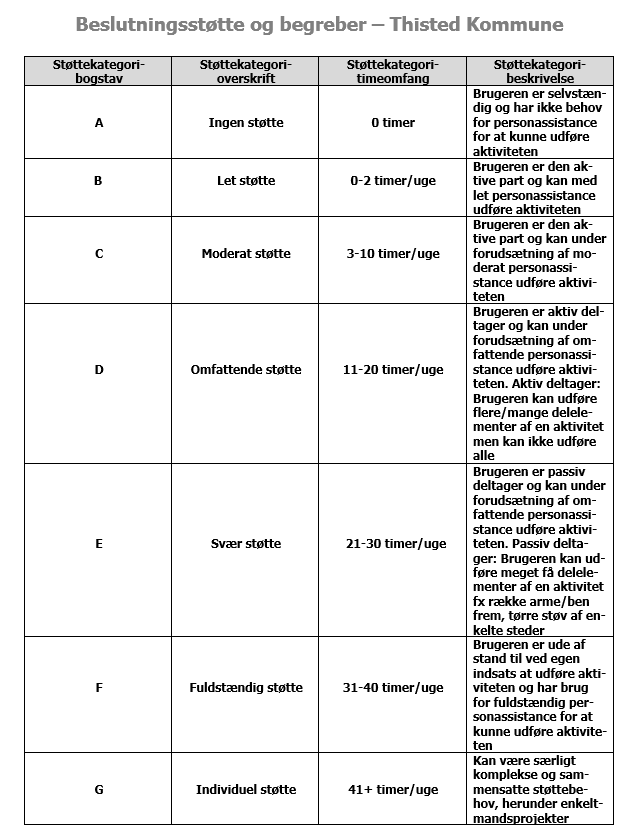 Beslutningsstøtte og begreber – Thisted Kommune
Støttekategori-
bogstav
Støttekategori-
overskrift
Støttekategori-
timeomfang
Støttekategori-
beskrivelse
A
Ingen støtte
0 timer
Brugeren er selvstæn-
dig og har ikke behov
for personassistance
for at kunne udføre
aktiviteten
B
Let støtte
0-2 timer/uge
Brugeren er den ak-
tive part og kan med
let personassistance
udføre aktiviteten
C
Moderat støtte
3-10 timer/uge
Brugeren er den ak-
tive part og kan under
forudsætning af mo-
derat personassi-
stance udføre aktivi-
teten
D
Omfattende støtte
11-20 timer/uge
Brugeren er aktiv del-
tager og kan under
forudsætning af om-
fattende personassi-
stance udføre aktivi-
teten. Aktiv deltager:
Brugeren kan udføre
flere/mange delele-
menter af en aktivitet
men kan ikke udføre
alle
E
Svær støtte
21-30 timer/uge
Brugeren er passiv
deltager og kan under
forudsætning af om-
fattende personassi-
stance udføre aktivi-
teten. Passiv delta-
ger: Brugeren kan ud-
føre meget få delele-
menter af en aktivitet
fx række arme/ben
frem, tørre støv af en-
kelte steder
F
Fuldstændig støtte
31-40 timer/uge
Brugeren er ude af
stand til ved egen
indsats at udføre akti-
viteten og har brug
for fuldstændig per-
sonassistance for at
kunne udføre aktivite-
ten
G
Individuel støtte
41+ timer/uge
Kan være særligt
komplekse og sam-
mensatte støttebe-
hov, herunder enkelt-
mandsprojekter